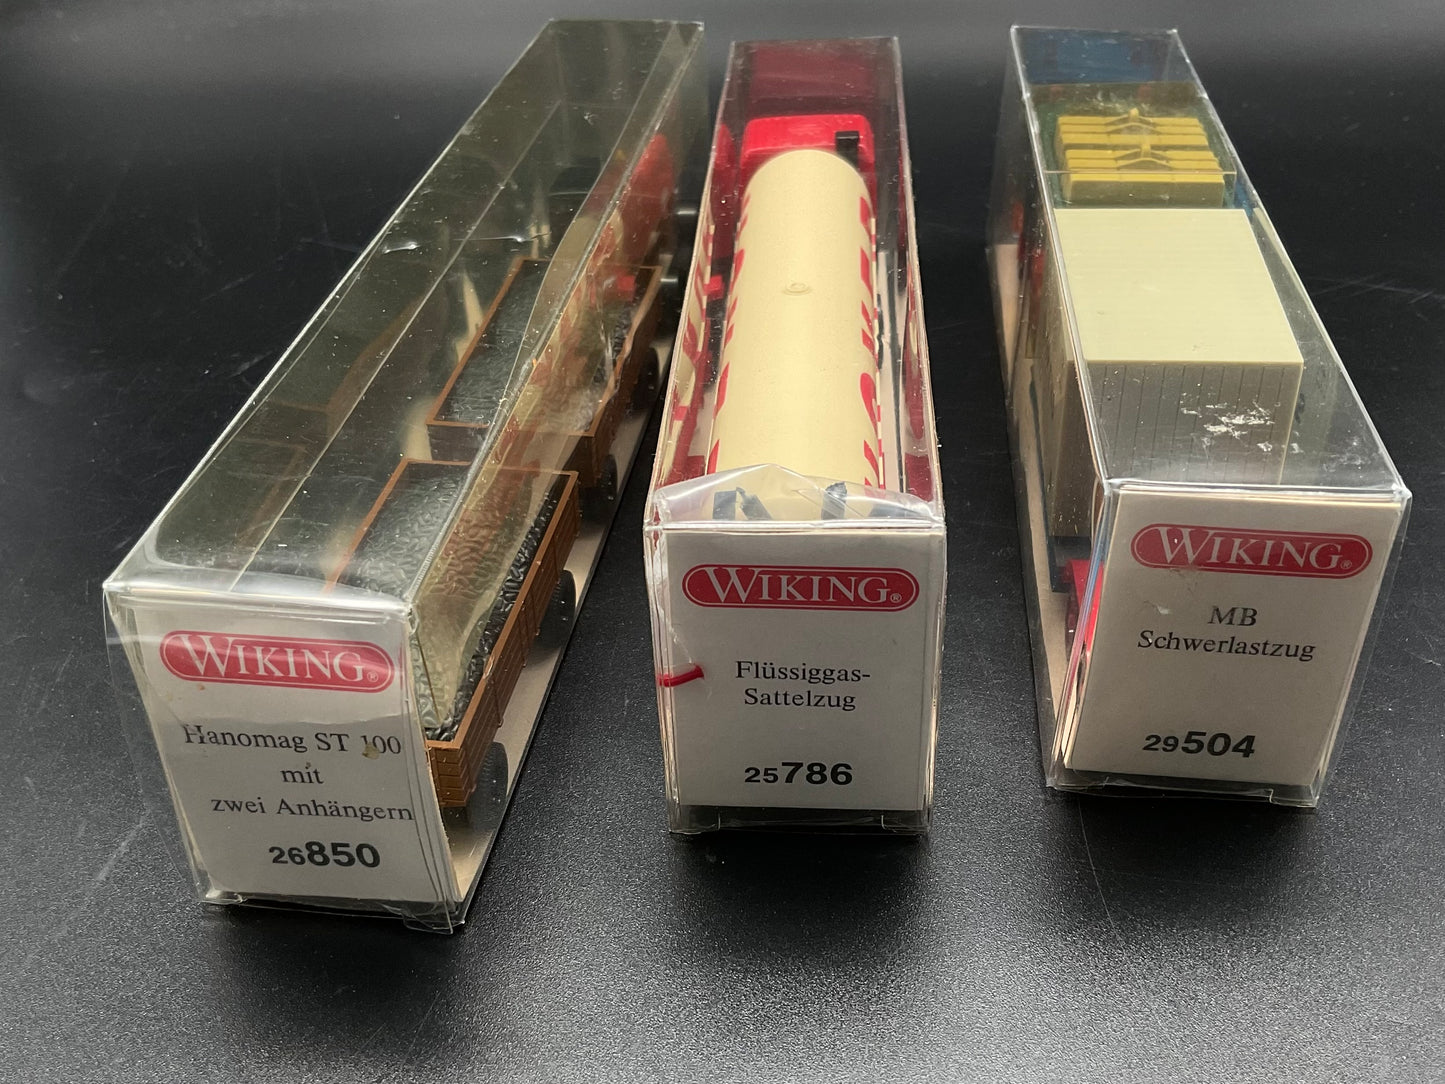 WIKING®
Hanomag ST 100
mit
zwei Anhängern
26850
WIKING®
Flüssiggas-
Sattelzug
25786
WIKING®
MB
Schwerlastzug
29504